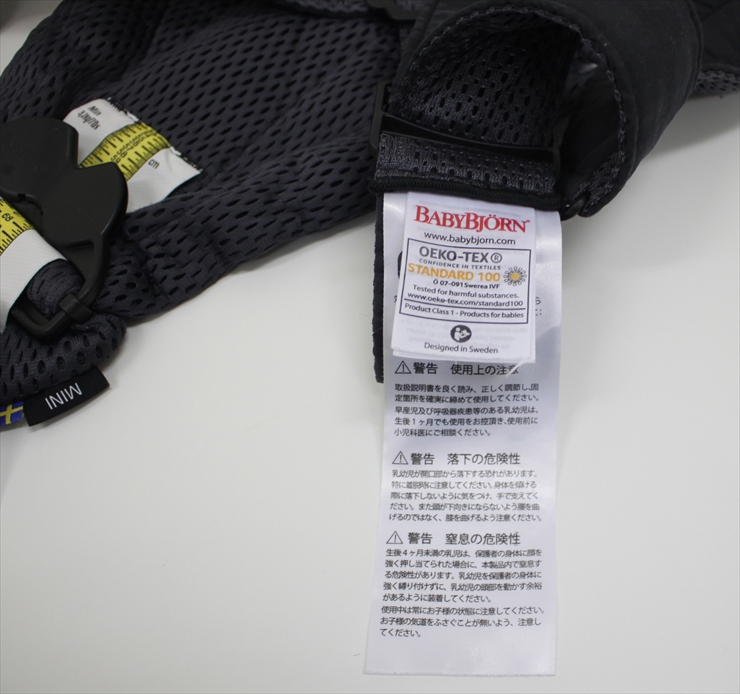 Min
cm
MINI
BABYBJÖRN®
www.babybjorn.com
OEKO-TEX®
CONFIDENCE IN TEXTILES
STANDARD 100
Ö 07-091 Swerea IVF
Tested for harmful substances.
www.oeko-tex.com/standard100
Product Class 1 - Products for babies
Designed in Sweden
⚠警告 使用上の注意
取扱説明書を良く読み、正しく調節し、固
定箇所を確実に締めて使用してください。
早産児及び呼吸器疾患等のある乳幼児は、
生後1ヶ月でも使用をお控頂き、使用前に
小児科医にご相談ください。
⚠警告 落下の危険性
乳幼児が開口部から落下する恐れがあります。
特に着脱時に注意してください。身体を傾ける
際に落下しないように気をつけ、手で支えてく
ださい。また頭が下向きにならないよう腰を曲
げるのではなく、膝を曲げるよう注意ください。
⚠警告 窒息の危険性
生後4ヶ月未満の乳児は、保護者の身体に顔を
強く押し当てられた場合に、本製品内で窒息す
る危険性があります。乳幼児を保護者の身体に
強く縛り付けずに、乳幼児の頭部を動かす余裕
があるように装着してください。
使用中は常にお子様の状態に注意してください。
お子様の気道をふさぐことが無いよう、注意し
てください。